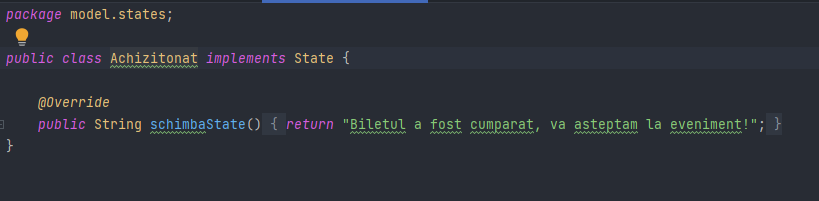 package model.states;
public class Achizitonat implements State {
@Override
public String schimbaState() { return "Biletul a fost cumparat, va asteptam la eveniment!"; }
}